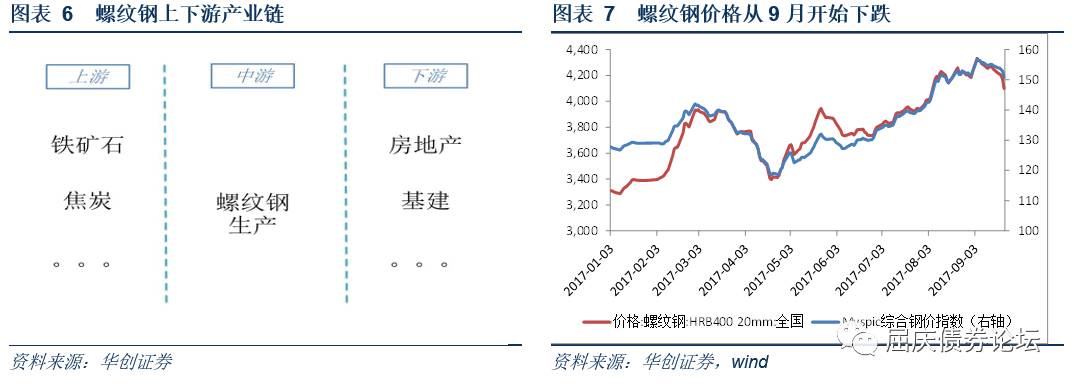 图表 6 螺纹钢上下游产业链
上游
中游
下游
铁矿石
房地产
焦炭
螺纹钢
生产
基建
。。。
。。。
资料来源：华创证券
图表 7 螺纹钢价格从 9 月开始下跌
4,400
4,200
4,000
3,800
3,600
3,400
3,200
3,000
160
150
140
130
120
110
100
2017-01-03
2017-02-03
2017-03-03
2017-04-03
2017-05-03
2017-06-03
2017-07-03
2017-08-03
2017-09-03
价格:螺纹钢:HRB400 20mm:全国
Myspic综合钢价指数（右轴）
屈庆债券论坛
资料来源：华创证券，wind